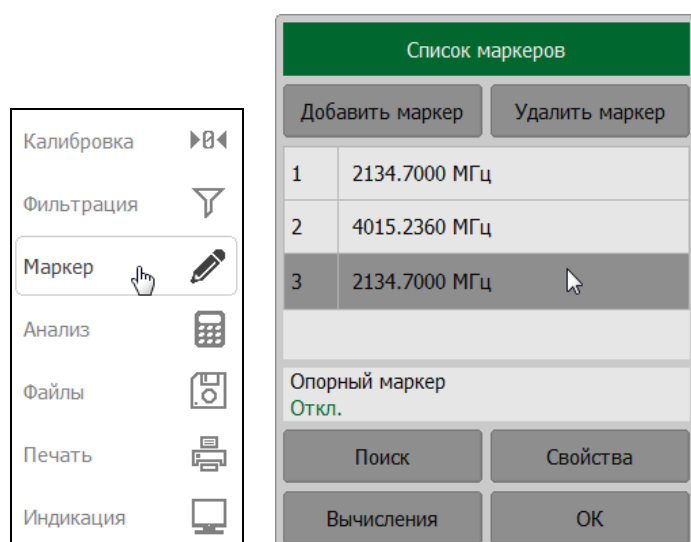 Калибровка
Фильтрация
Маркер
Анализ
Файлы
Печать
Индикация
Список маркеров
Добавить маркер Удалить маркер
1 2134.7000 МГц
2 4015.2360 МГц
3 2134.7000 МГц
Опорный маркер
Откл.
Поиск Свойства
Вычисления ОК